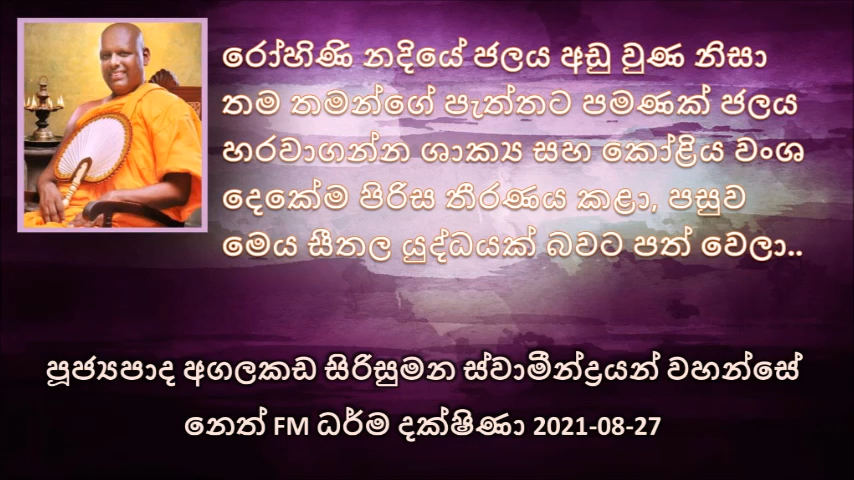 රෝහිණි නදියේ ජලය අඩු වුණ නිසා
තම තමන්ගේ පැත්තට පමණක් ජලය
හරවාගන්න ශාක්‍ය සහ කෝළිය වංශ
දෙකේම පිරිස තීරණය කළා, පසුව
මෙය සීතල යුද්ධයක් බවට පත් වෙලා..
පූජ්‍යපාද අගලකඩ සිරිසුමන ස්වාමීන්ද්‍රයන් වහන්සේ
නෙත් FM ධර්ම දක්ෂිණා 2021-08-27